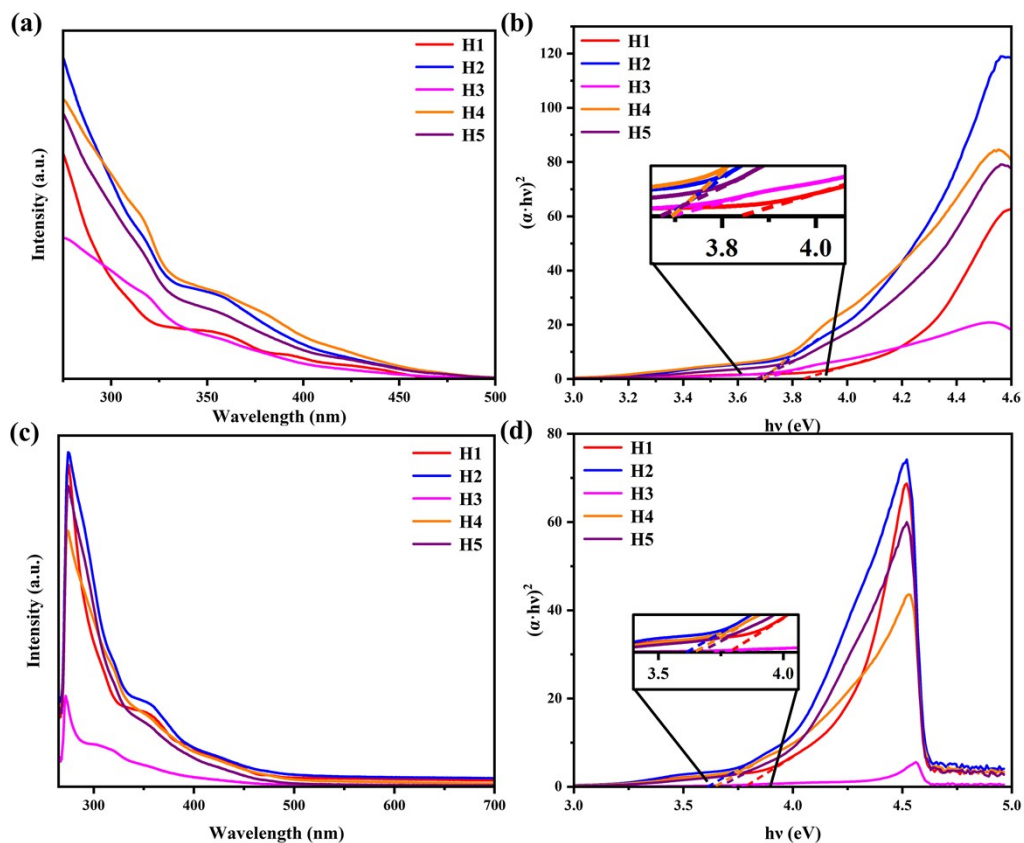 (a)
H1
H2
H3
H4
H5
Intensity (a.u.)
300 350 400 450 500
Wavelength (nm)
(b)
H1
H2
H3
H4
H5
(α·hν)²
120
100
80
60
40
20
0
3.8 4.0
3.0 3.2 3.4 3.6 3.8 4.0 4.2 4.4 4.6
hν (eV)
(c)
H1
H2
H3
H4
H5
Intensity (a.u.)
300 400 500 600 700
Wavelength (nm)
(d)
H1
H2
H3
H4
H5
(α·hν)²
80
60
40
20
0
3.5 4.0
3.0 3.5 4.0 4.5 5.0
hν (eV)